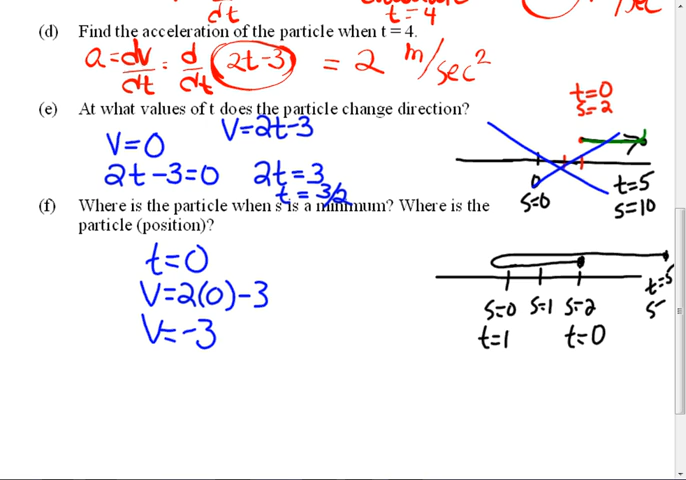 dt
t=4
sec
(d) Find the acceleration of the particle when t = 4.
a = dv/dt = d/dt (2t-3) = 2 m/sec²
(e) At what values of t does the particle change direction?
V=0
V=2t-3
2t-3=0
2t=3
t = 3/2
t=0
s=2
0
s=0
t=5
s=10
(f) Where is the particle when s is a minimum? Where is the
particle (position)?
t=0
V=2(0)-3
V=-3
s=0 s=1 s=2
t=1 t=0
t=5
s